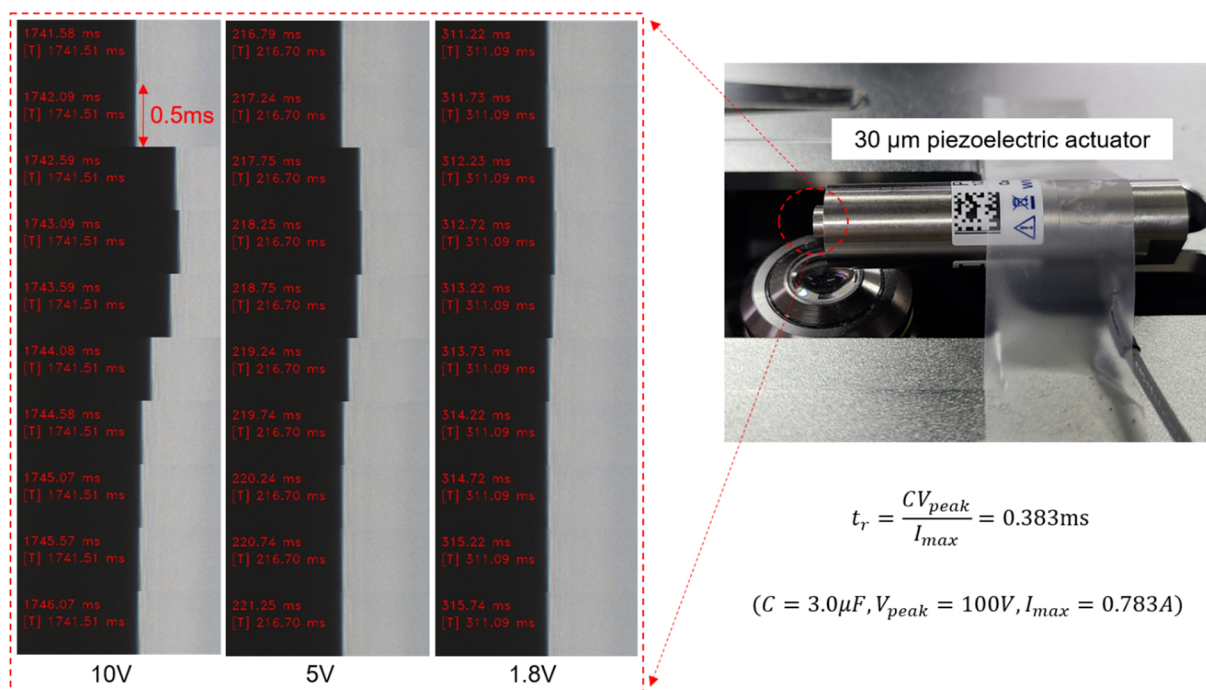 1741.58 ms
[T] 1741.51 ms
1742.09 ms
[T] 1741.51 ms
0.5ms
1742.59 ms
[T] 1741.51 ms
1743.09 ms
[T] 1741.51 ms
1743.59 ms
[T] 1741.51 ms
1744.08 ms
[T] 1741.51 ms
1744.58 ms
[T] 1741.51 ms
1745.07 ms
[T] 1741.51 ms
1745.57 ms
[T] 1741.51 ms
1746.07 ms
[T] 1741.51 ms
10V
216.79 ms
[T] 216.70 ms
217.24 ms
[T] 216.70 ms
217.75 ms
[T] 216.70 ms
218.25 ms
[T] 216.70 ms
218.75 ms
[T] 216.70 ms
219.24 ms
[T] 216.70 ms
219.74 ms
[T] 216.70 ms
220.24 ms
[T] 216.70 ms
220.74 ms
[T] 216.70 ms
221.25 ms
[T] 216.70 ms
5V
311.22 ms
[T] 311.09 ms
311.73 ms
[T] 311.09 ms
312.23 ms
[T] 311.09 ms
312.72 ms
[T] 311.09 ms
313.22 ms
[T] 311.09 ms
313.73 ms
[T] 311.09 ms
314.22 ms
[T] 311.09 ms
314.72 ms
[T] 311.09 ms
315.22 ms
[T] 311.09 ms
315.74 ms
[T] 311.09 ms
1.8V
30 μm piezoelectric actuator
t_r = CV_peak / I_max = 0.383ms
(C = 3.0μF, V_peak = 100V, I_max = 0.783A)